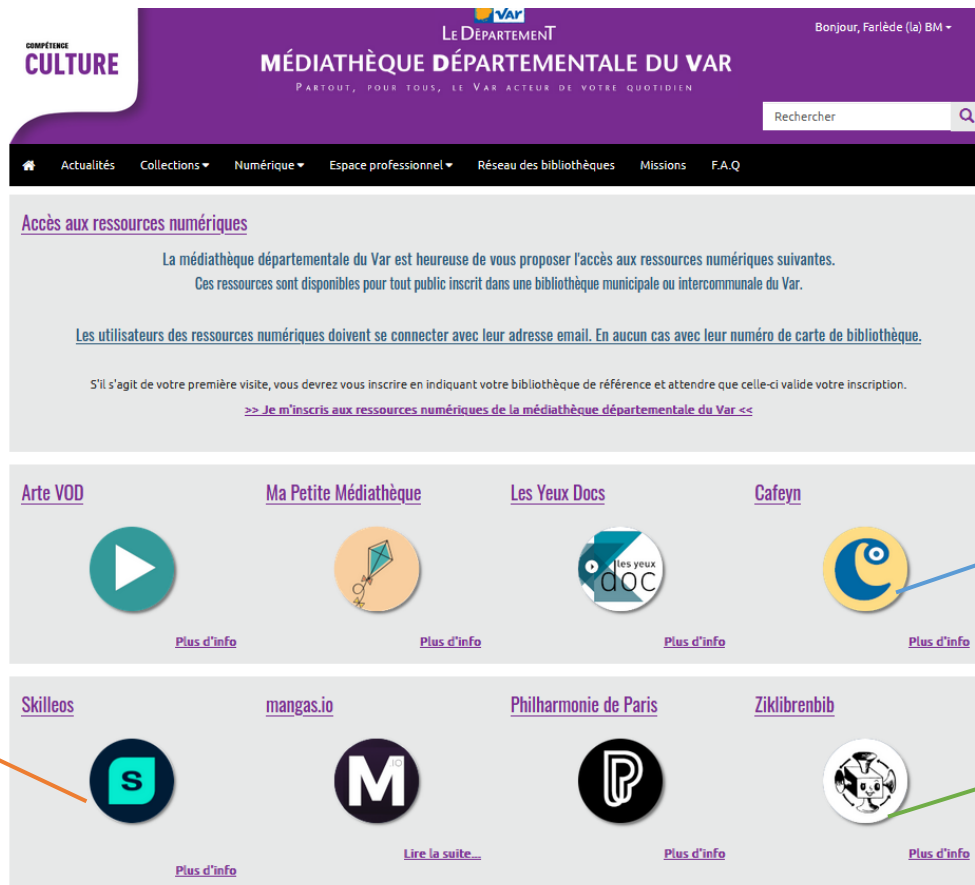 Var
LE DÉPARTEMENT
Bonjour, Farlède (la) BM
COMPÉTENCE
CULTURE
MÉDIATHÈQUE DÉPARTEMENTALE DU VAR
PARTOUT, POUR TOUS, LE VAR ACTEUR DE VOTRE QUOTIDIEN
Rechercher
Actualités Collections Numérique Espace professionnel Réseau des bibliothèques Missions F.A.Q
Accès aux ressources numériques
La médiathèque départementale du Var est heureuse de vous proposer l'accès aux ressources numériques suivantes.
Ces ressources sont disponibles pour tout public inscrit dans une bibliothèque municipale ou intercommunale du Var.
Les utilisateurs des ressources numériques doivent se connecter avec leur adresse email. En aucun cas avec leur numéro de carte de bibliothèque.
S'il s'agit de votre première visite, vous devrez vous inscrire en indiquant votre bibliothèque de référence et attendre que celle-ci valide votre inscription.
>> Je m'inscris aux ressources numériques de la médiathèque départementale du Var <<
Arte VOD Ma Petite Médiathèque Les Yeux Docs Cafeyn
les yeux
doc
Plus d'info Plus d'info Plus d'info Plus d'info
Skilleos mangas.io Philharmonie de Paris Ziklibrenbib
S M IO P
Lire la suite... Plus d'info Plus d'info
Plus d'info